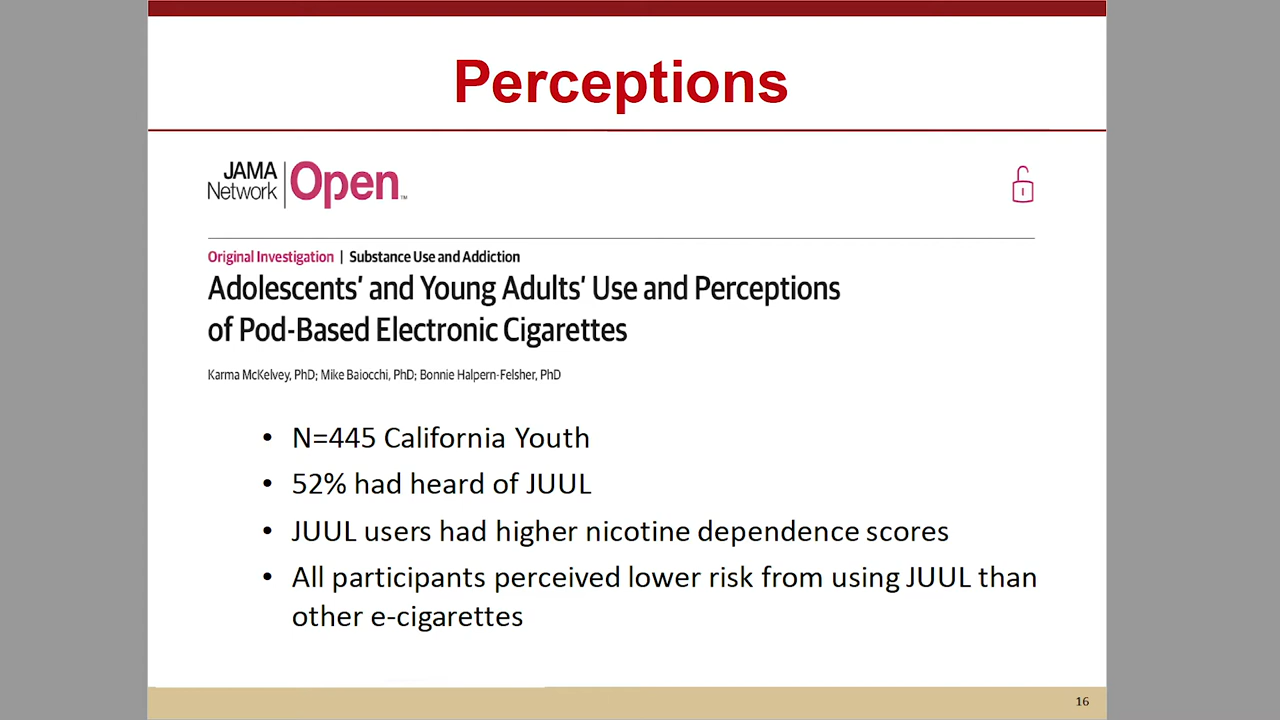 Perceptions
JAMA
Network Open™
Original Investigation | Substance Use and Addiction
Adolescents' and Young Adults' Use and Perceptions
of Pod-Based Electronic Cigarettes
Karma McKelvey, PhD; Mike Baiocchi, PhD; Bonnie Halpern-Felsher, PhD
• N=445 California Youth
• 52% had heard of JUUL
• JUUL users had higher nicotine dependence scores
• All participants perceived lower risk from using JUUL than
other e-cigarettes
16